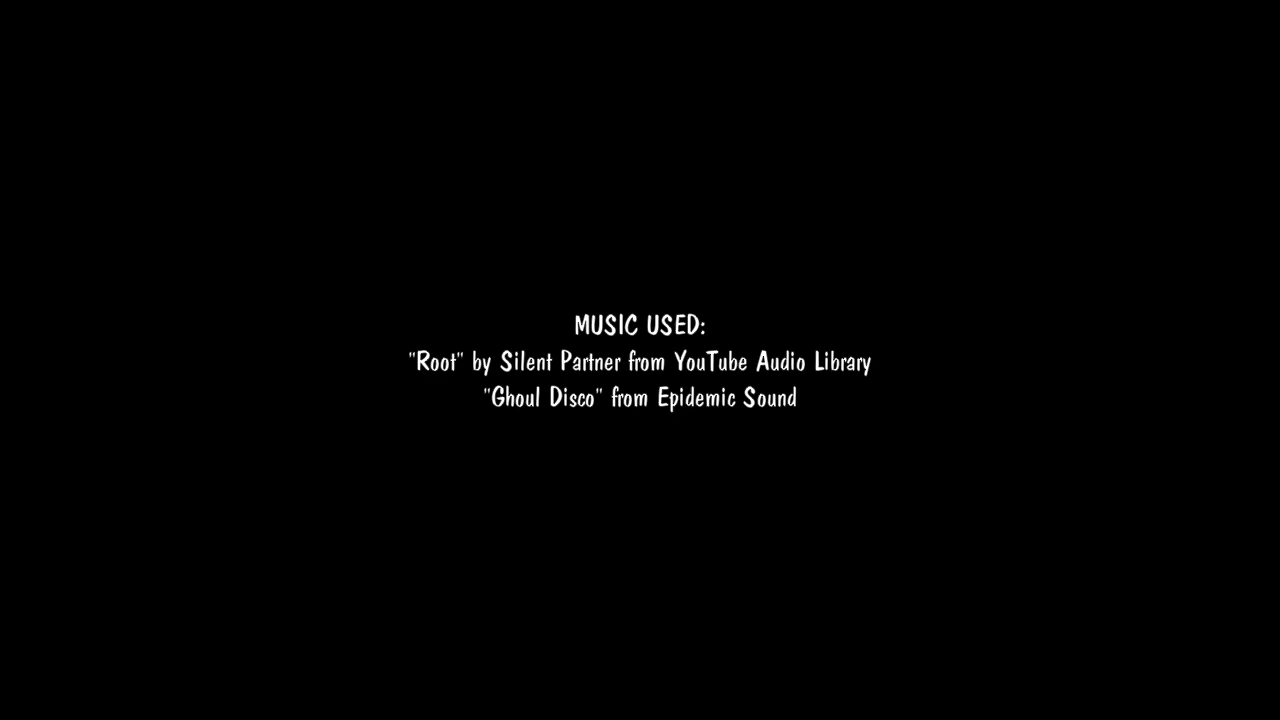 MUSIC USED:
"Root" by Silent Partner from YouTube Audio Library
"Ghoul Disco" from Epidemic Sound